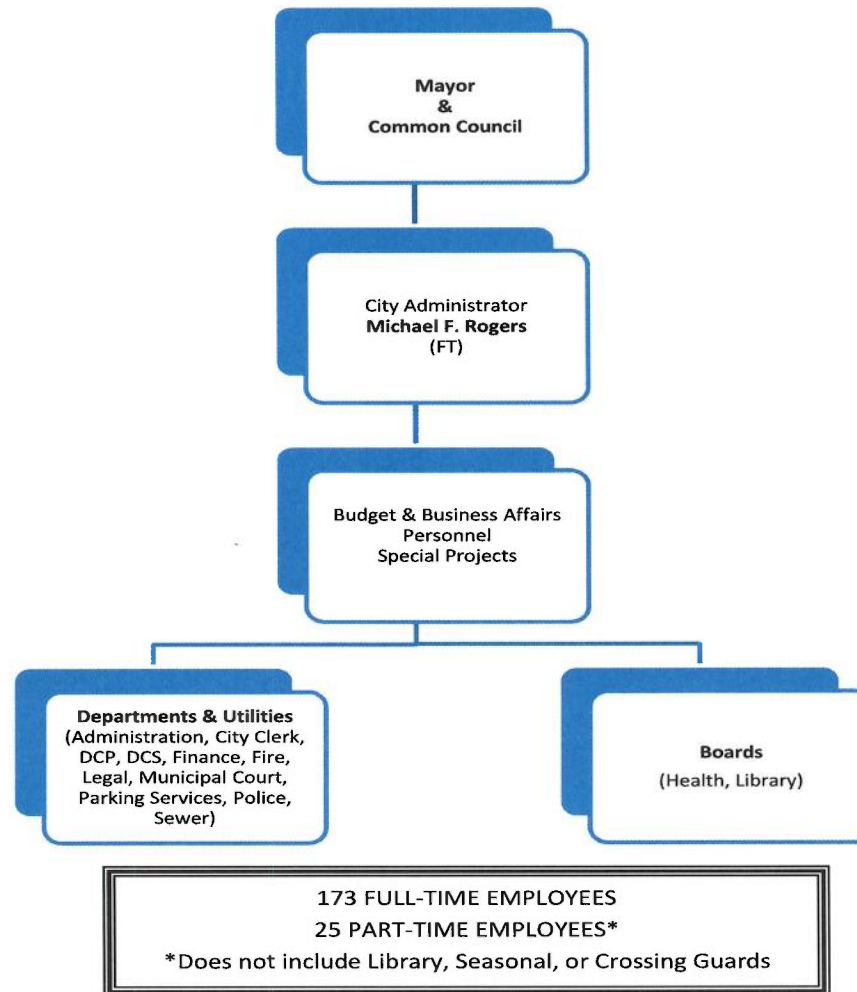 Mayor
&
Common Council
City Administrator
Michael F. Rogers
(FT)
Budget & Business Affairs
Personnel
Special Projects
Departments & Utilities
(Administration, City Clerk,
DCP, DCS, Finance, Fire,
Legal, Municipal Court,
Parking Services, Police,
Sewer)
Boards
(Health, Library)
173 FULL-TIME EMPLOYEES
25 PART-TIME EMPLOYEES*
*Does not include Library, Seasonal, or Crossing Guards